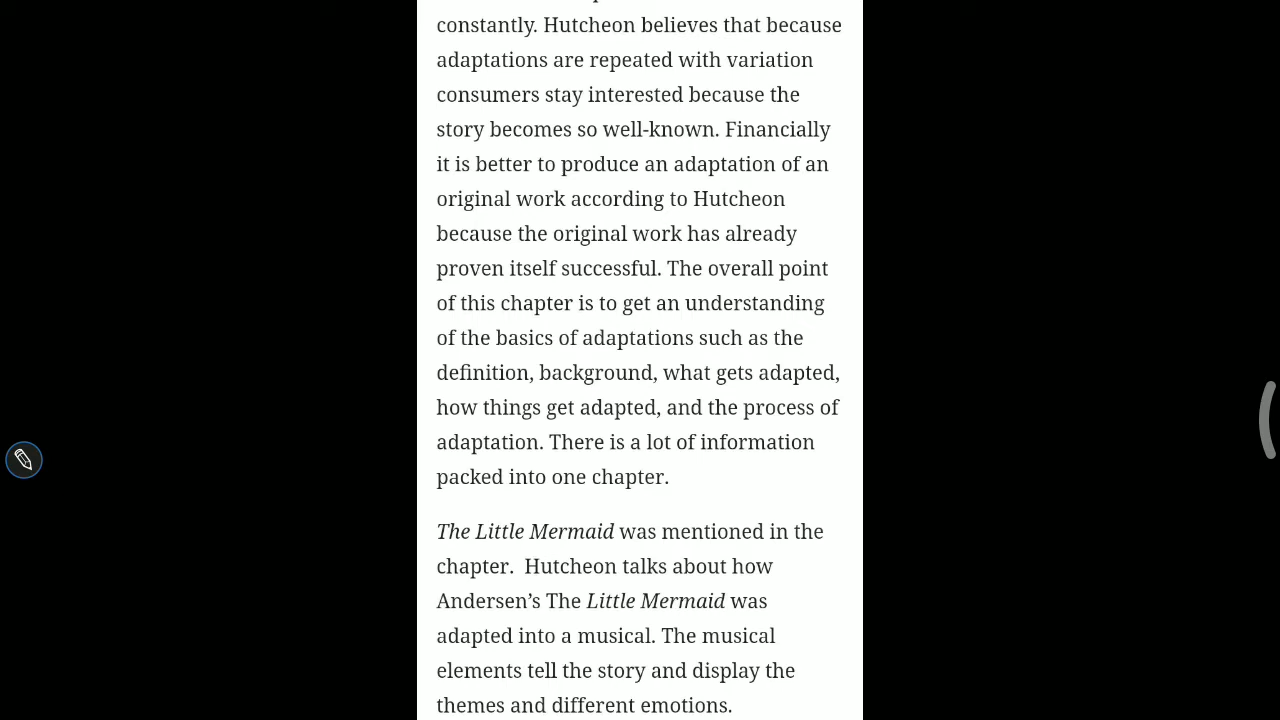 constantly. Hutcheon believes that because
adaptations are repeated with variation
consumers stay interested because the
story becomes so well-known. Financially
it is better to produce an adaptation of an
original work according to Hutcheon
because the original work has already
proven itself successful. The overall point
of this chapter is to get an understanding
of the basics of adaptations such as the
definition, background, what gets adapted,
how things get adapted, and the process of
adaptation. There is a lot of information
packed into one chapter.
The Little Mermaid was mentioned in the
chapter.  Hutcheon talks about how
Andersen’s The Little Mermaid was
adapted into a musical. The musical
elements tell the story and display the
themes and different emotions.